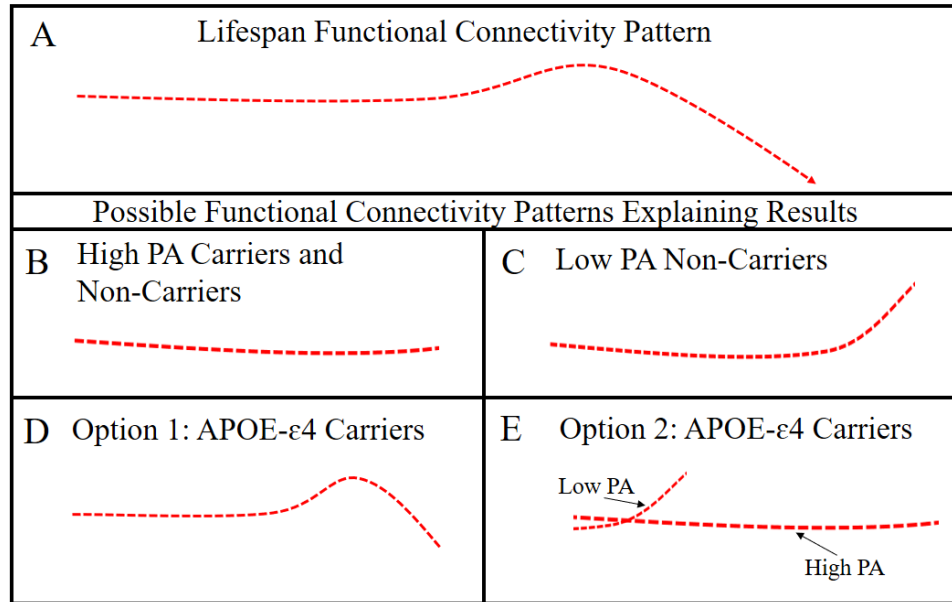 A Lifespan Functional Connectivity Pattern
Possible Functional Connectivity Patterns Explaining Results
B High PA Carriers and
Non-Carriers
C Low PA Non-Carriers
D Option 1: APOE-ε4 Carriers
E Option 2: APOE-ε4 Carriers
Low PA
High PA